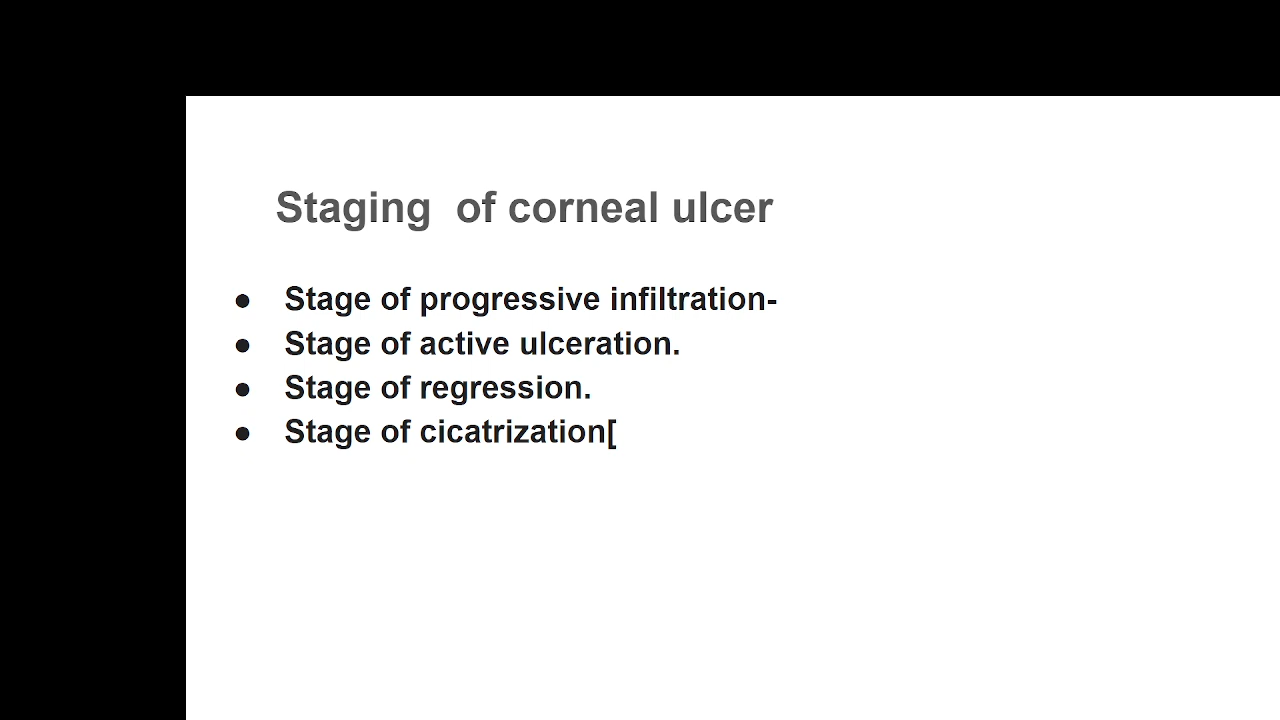 Staging  of corneal ulcer
● Stage of progressive infiltration-
● Stage of active ulceration.
● Stage of regression.
● Stage of cicatrization[